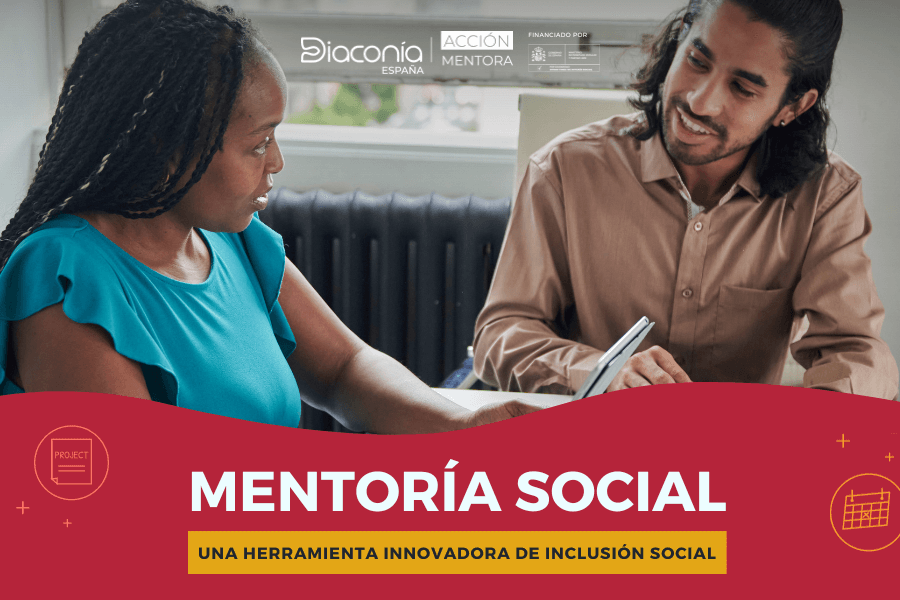 Diaconía
ESPAÑA
ACCIÓN
MENTORA
FINANCIADO POR
PROJECT
MENTORÍA SOCIAL
UNA HERRAMIENTA INNOVADORA DE INCLUSIÓN SOCIAL